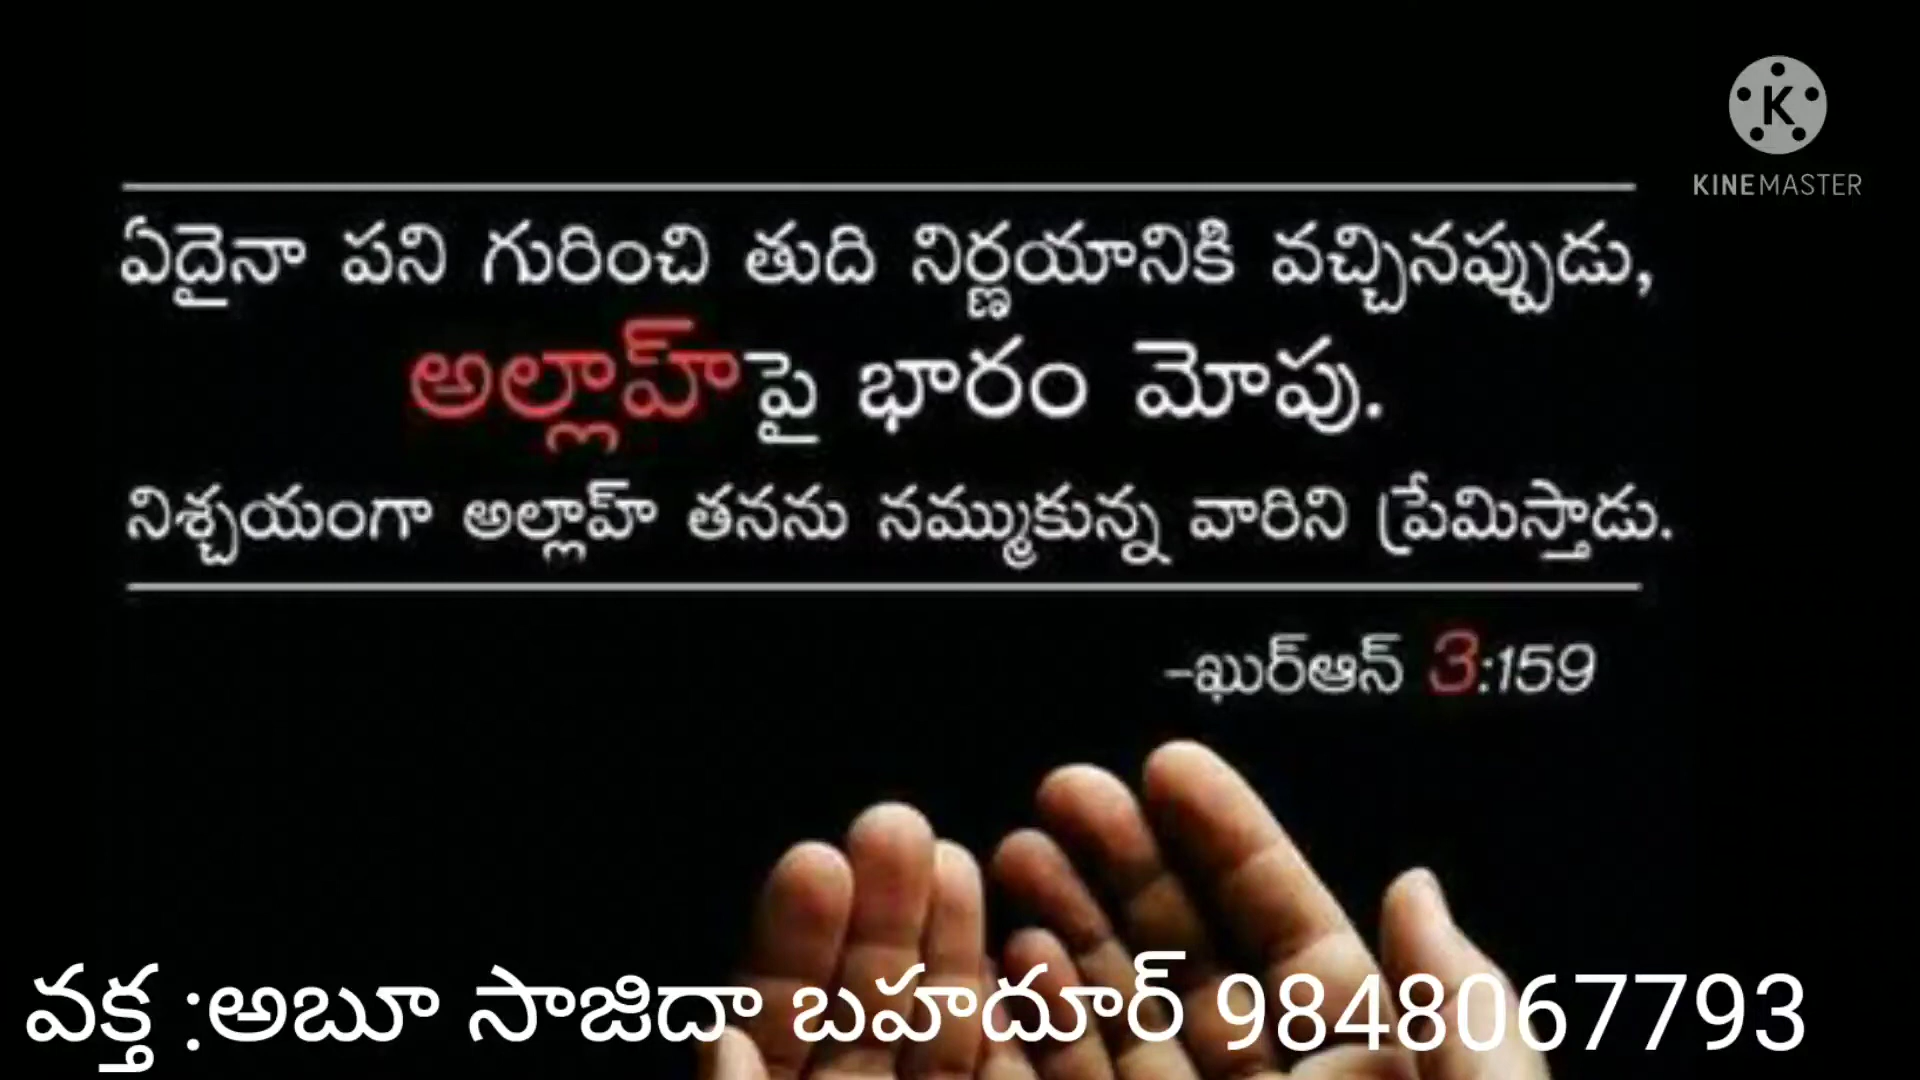 KINEMASTER
ఏదైనా పని గురించి తుది నిర్ణయానికి వచ్చినప్పుడు,
అల్లాహ్‌పై భారం మోపు.
నిశ్చయంగా అల్లాహ్ తనను నమ్ముకున్న వారిని ప్రేమిస్తాడు.
-ఖుర్ఆన్ 3:159
వక్త :అబూ సాజిదా బహదూర్ 9848067793